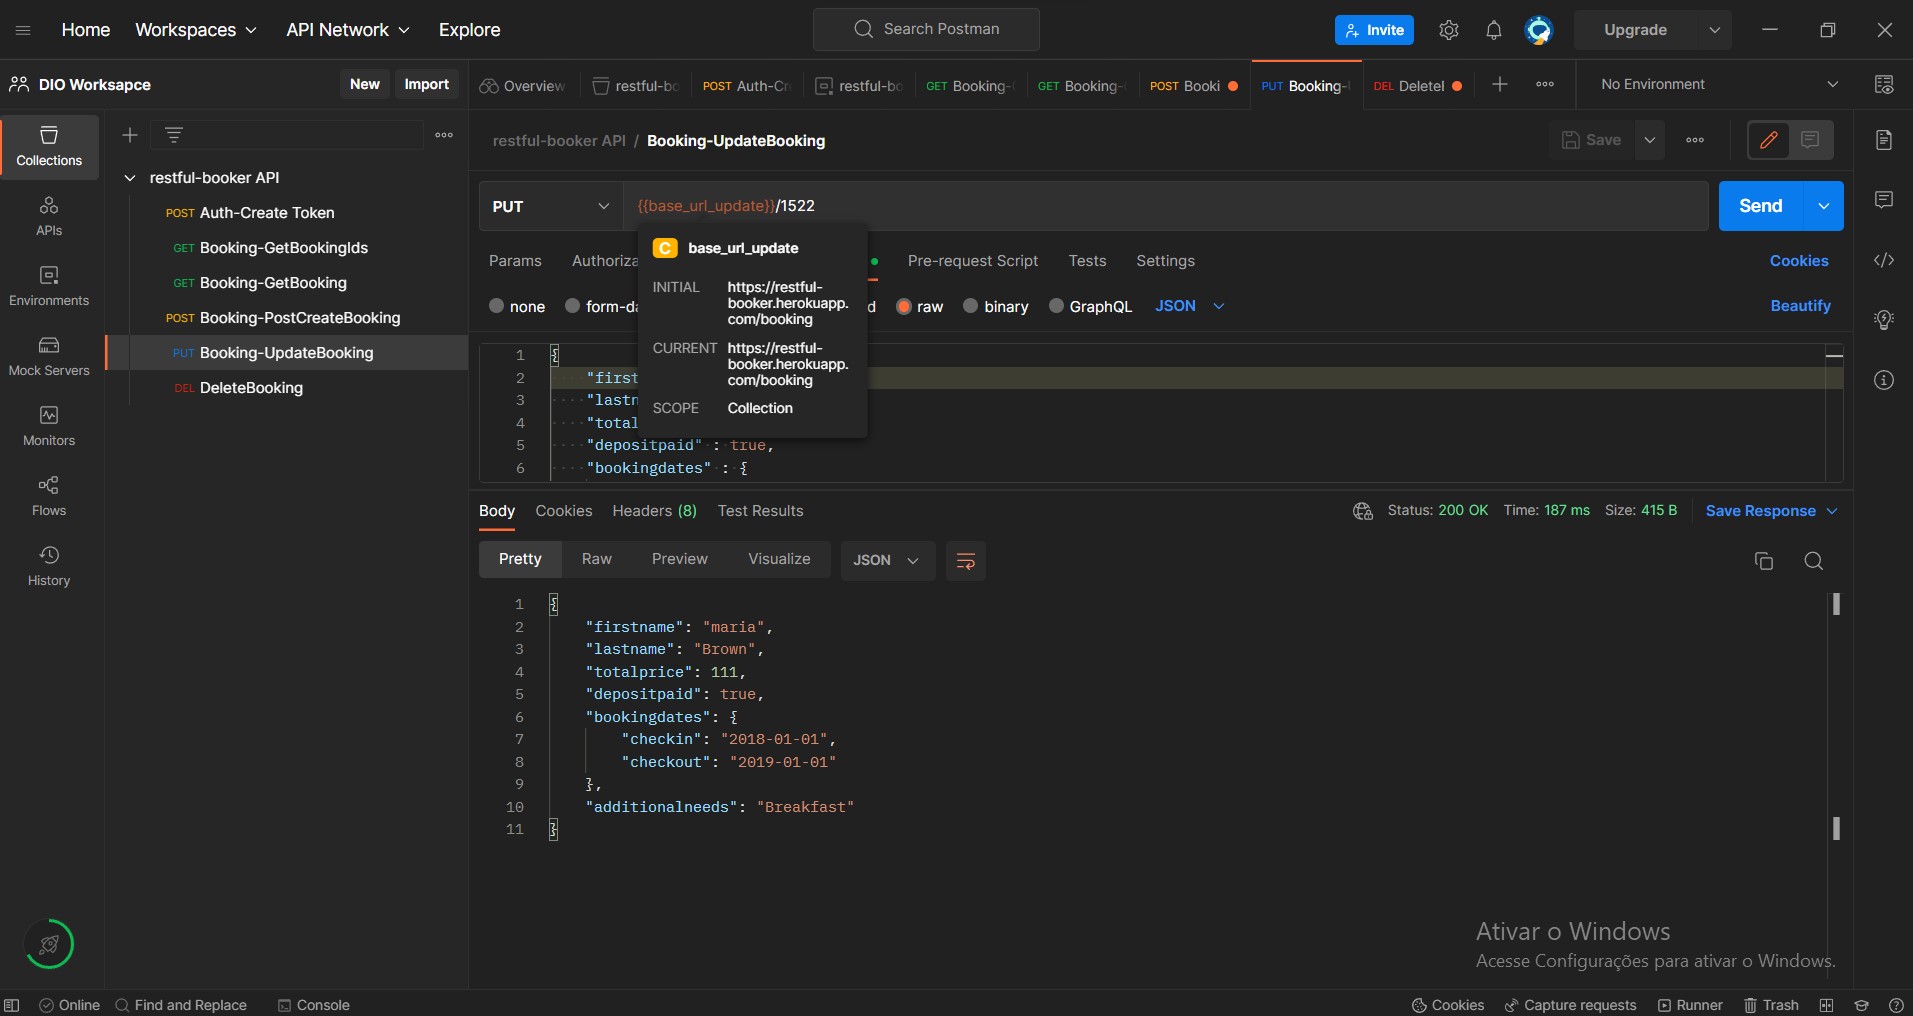 Home Workspaces API Network Explore Search Postman Invite Upgrade
DIO Worksapce New Import Overview restful-bo POST Auth-Cr restful-bo GET Booking- GET Booking- POST Booki PUT Booking- DEL Deletel No Environment
Collections
APIs
Environments
Mock Servers
Monitors
Flows
History
restful-booker API
POST Auth-Create Token
GET Booking-GetBookingIds
GET Booking-GetBooking
POST Booking-PostCreateBooking
PUT Booking-UpdateBooking
DEL DeleteBooking
restful-booker API / Booking-UpdateBooking Save
PUT {{base_url_update}}/1522 Send
Params Authoriza Pre-request Script Tests Settings Cookies
none form-da d raw binary GraphQL JSON Beautify
C base_url_update
INITIAL https://restful-
booker.herokuapp.
com/booking
CURRENT https://restful-
booker.herokuapp.
com/booking
SCOPE Collection
1 {
2 "first
3 "lastn
4 "total
5 "depositpaid" : true,
6 "bookingdates" : {
Body Cookies Headers (8) Test Results Status: 200 OK Time: 187 ms Size: 415 B Save Response
Pretty Raw Preview Visualize JSON
1 {
2 "firstname": "maria",
3 "lastname": "Brown",
4 "totalprice": 111,
5 "depositpaid": true,
6 "bookingdates": {
7 "checkin": "2018-01-01",
8 "checkout": "2019-01-01"
9 },
10 "additionalneeds": "Breakfast"
11 }
Ativar o Windows
Acesse Configurações para ativar o Windows.
Online Find and Replace Console Cookies Capture requests Runner Trash